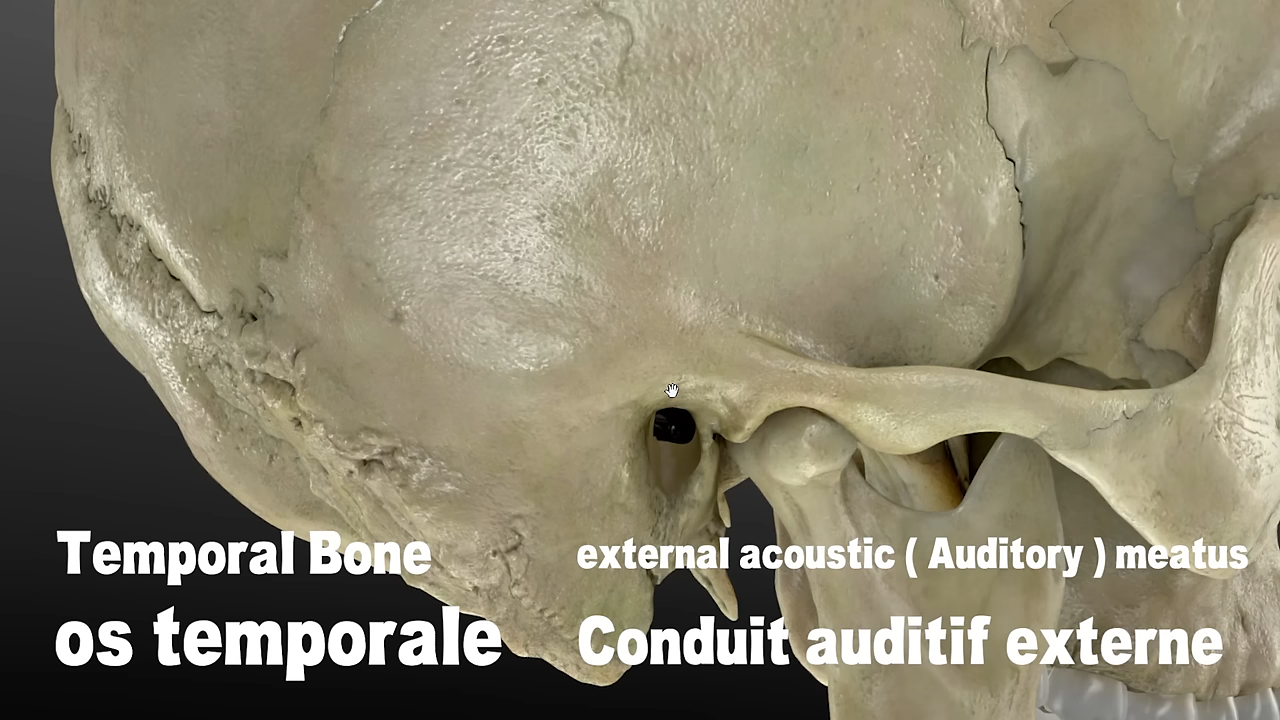 Temporal Bone
os temporale
external acoustic ( Auditory ) meatus
Conduit auditif externe